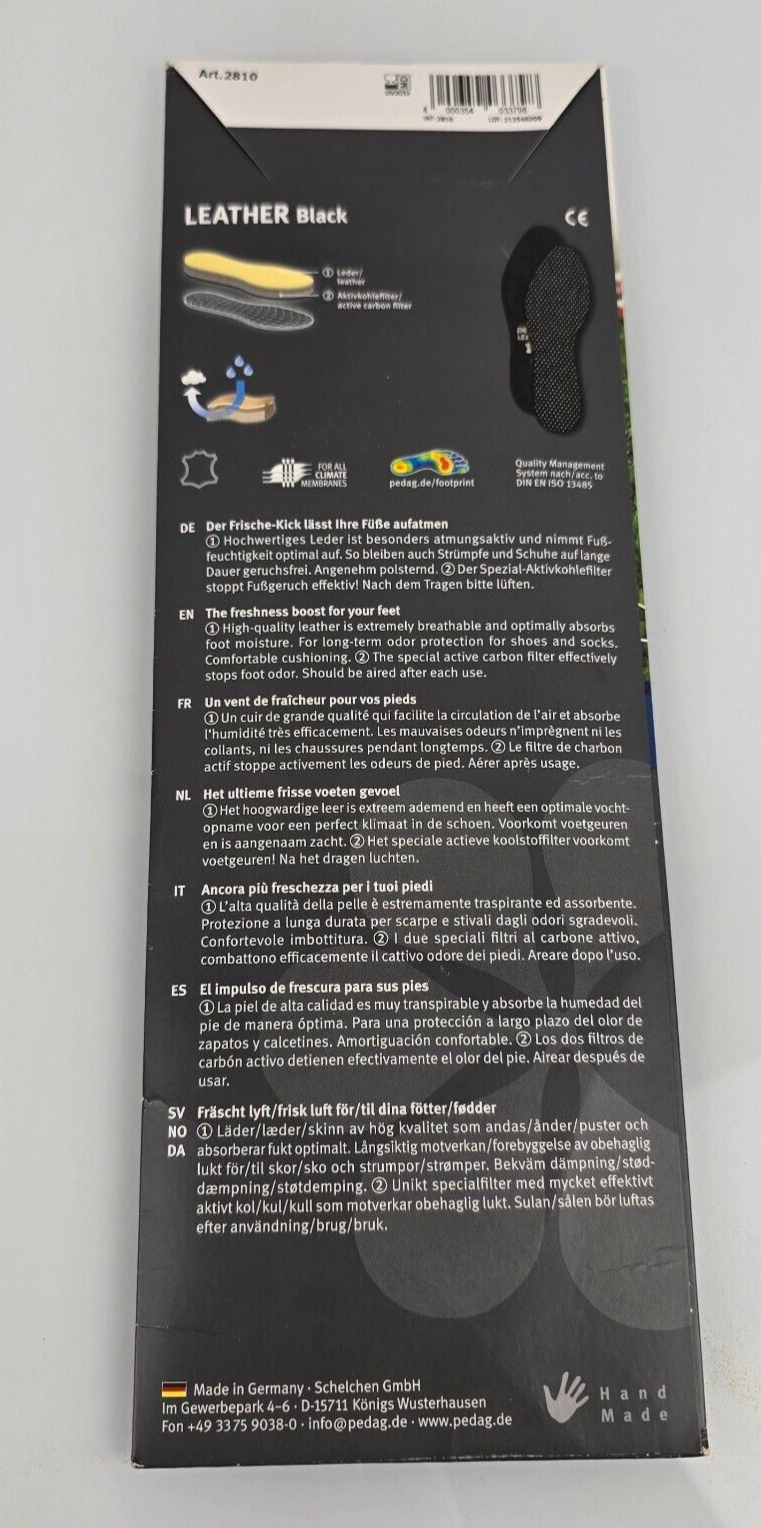 Art.2810
4 000354 033798
LEATHER Black
CE
① Leder/
leather
② Aktivkohlefilter/
active carbon filter
FOR ALL
CLIMATE
MEMBRANES
pedag.de/footprint
Quality Management
System nach/acc. to
DIN EN ISO 13485
DE Der Frische-Kick lässt Ihre Füße aufatmen
① Hochwertiges Leder ist besonders atmungsaktiv und nimmt Fuß-
feuchtigkeit optimal auf. So bleiben auch Strümpfe und Schuhe auf lange
Dauer geruchsfrei. Angenehm polsternd. ② Der Spezial-Aktivkohlefilter
stoppt Fußgeruch effektiv! Nach dem Tragen bitte lüften.
EN The freshness boost for your feet
① High-quality leather is extremely breathable and optimally absorbs
foot moisture. For long-term odor protection for shoes and socks.
Comfortable cushioning. ② The special active carbon filter effectively
stops foot odor. Should be aired after each use.
FR Un vent de fraîcheur pour vos pieds
① Un cuir de grande qualité qui facilite la circulation de l'air et absorbe
l'humidité très efficacement. Les mauvaises odeurs n'imprègnent ni les
collants, ni les chaussures pendant longtemps. ② Le filtre de charbon
actif stoppe activement les odeurs de pied. Aérer après usage.
NL Het ultieme frisse voeten gevoel
① Het hoogwardige leer is extreem ademend en heeft een optimale vocht-
opname voor een perfect klimaat in de schoen. Voorkomt voetgeuren
en is aangenaam zacht. ② Het speciale actieve koolstoffilter voorkomt
voetgeuren! Na het dragen luchten.
IT Ancora più freschezza per i tuoi piedi
① L'alta qualità della pelle è estremamente traspirante ed assorbente.
Protezione a lunga durata per scarpe e stivali dagli odori sgradevoli.
Confortevole imbottitura. ② I due speciali filtri al carbone attivo,
combattono efficacemente il cattivo odore dei piedi. Areare dopo l'uso.
ES El impulso de frescura para sus pies
① La piel de alta calidad es muy transpirable y absorbe la humedad del
pie de manera óptima. Para una protección a largo plazo del olor de
zapatos y calcetines. Amortiguación confortable. ② Los dos filtros de
carbón activo detienen efectivamente el olor del pie. Airear después de
usar.
SV Fräscht lyft/frisk luft för/til dina fötter/fødder
NO ① Läder/læder/skinn av hög kvalitet som andas/ånder/puster och
DA absorberar fukt optimalt. Långsiktig motverkan/forebyggelse av obehaglig
lukt för/til skor/sko och strumpor/strømper. Bekväm dämpning/stød-
dæmpning/støtdemping. ② Unikt specialfilter med mycket effektivt
aktivt kol/kul/kull som motverkar obehaglig lukt. Sulan/sålen bör luftas
efter användning/brug/bruk.
Made in Germany · Schelchen GmbH
Im Gewerbepark 4–6 · D-15711 Königs Wusterhausen
Fon +49 3375 9038-0 · info@pedag.de · www.pedag.de
Hand
Made